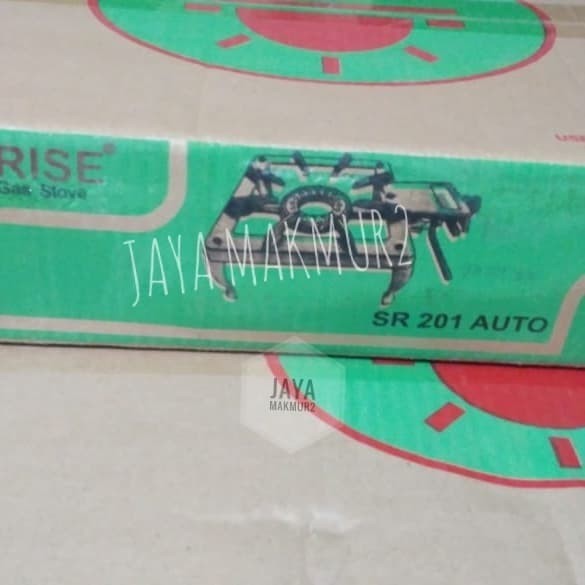 RISE®
Gas Stove
JAYA MAKMUR2
SR 201 AUTO
JAYA
MAKMUR2